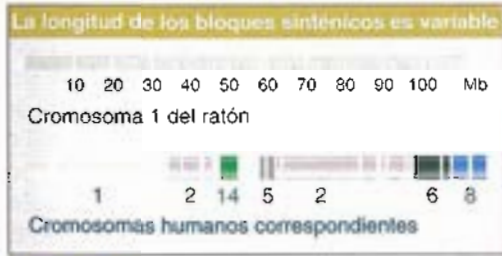 La longitud de los bloques sinténicos es variable
10 20 30 40 50 60 70 80 90 100 Mb
Cromosoma 1 del ratón
1 2 14 5 2 6 8
Cromosomas humanos correspondientes